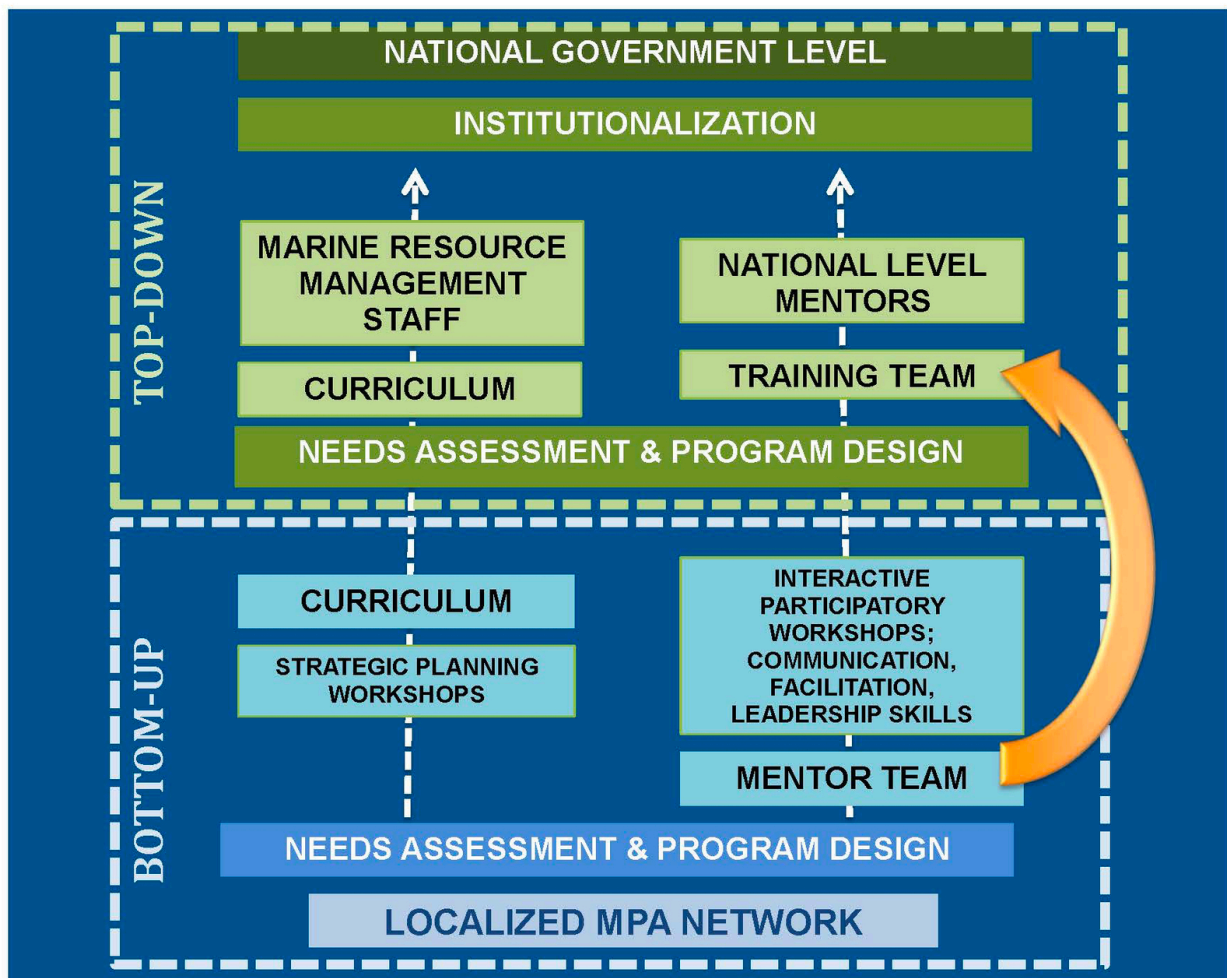 NATIONAL GOVERNMENT LEVEL
INSTITUTIONALIZATION
TOP-DOWN
MARINE RESOURCE
MANAGEMENT
STAFF
NATIONAL LEVEL
MENTORS
CURRICULUM
TRAINING TEAM
NEEDS ASSESSMENT & PROGRAM DESIGN
BOTTOM-UP
CURRICULUM
STRATEGIC PLANNING
WORKSHOPS
INTERACTIVE
PARTICIPATORY
WORKSHOPS;
COMMUNICATION,
FACILITATION,
LEADERSHIP SKILLS
MENTOR TEAM
NEEDS ASSESSMENT & PROGRAM DESIGN
LOCALIZED MPA NETWORK